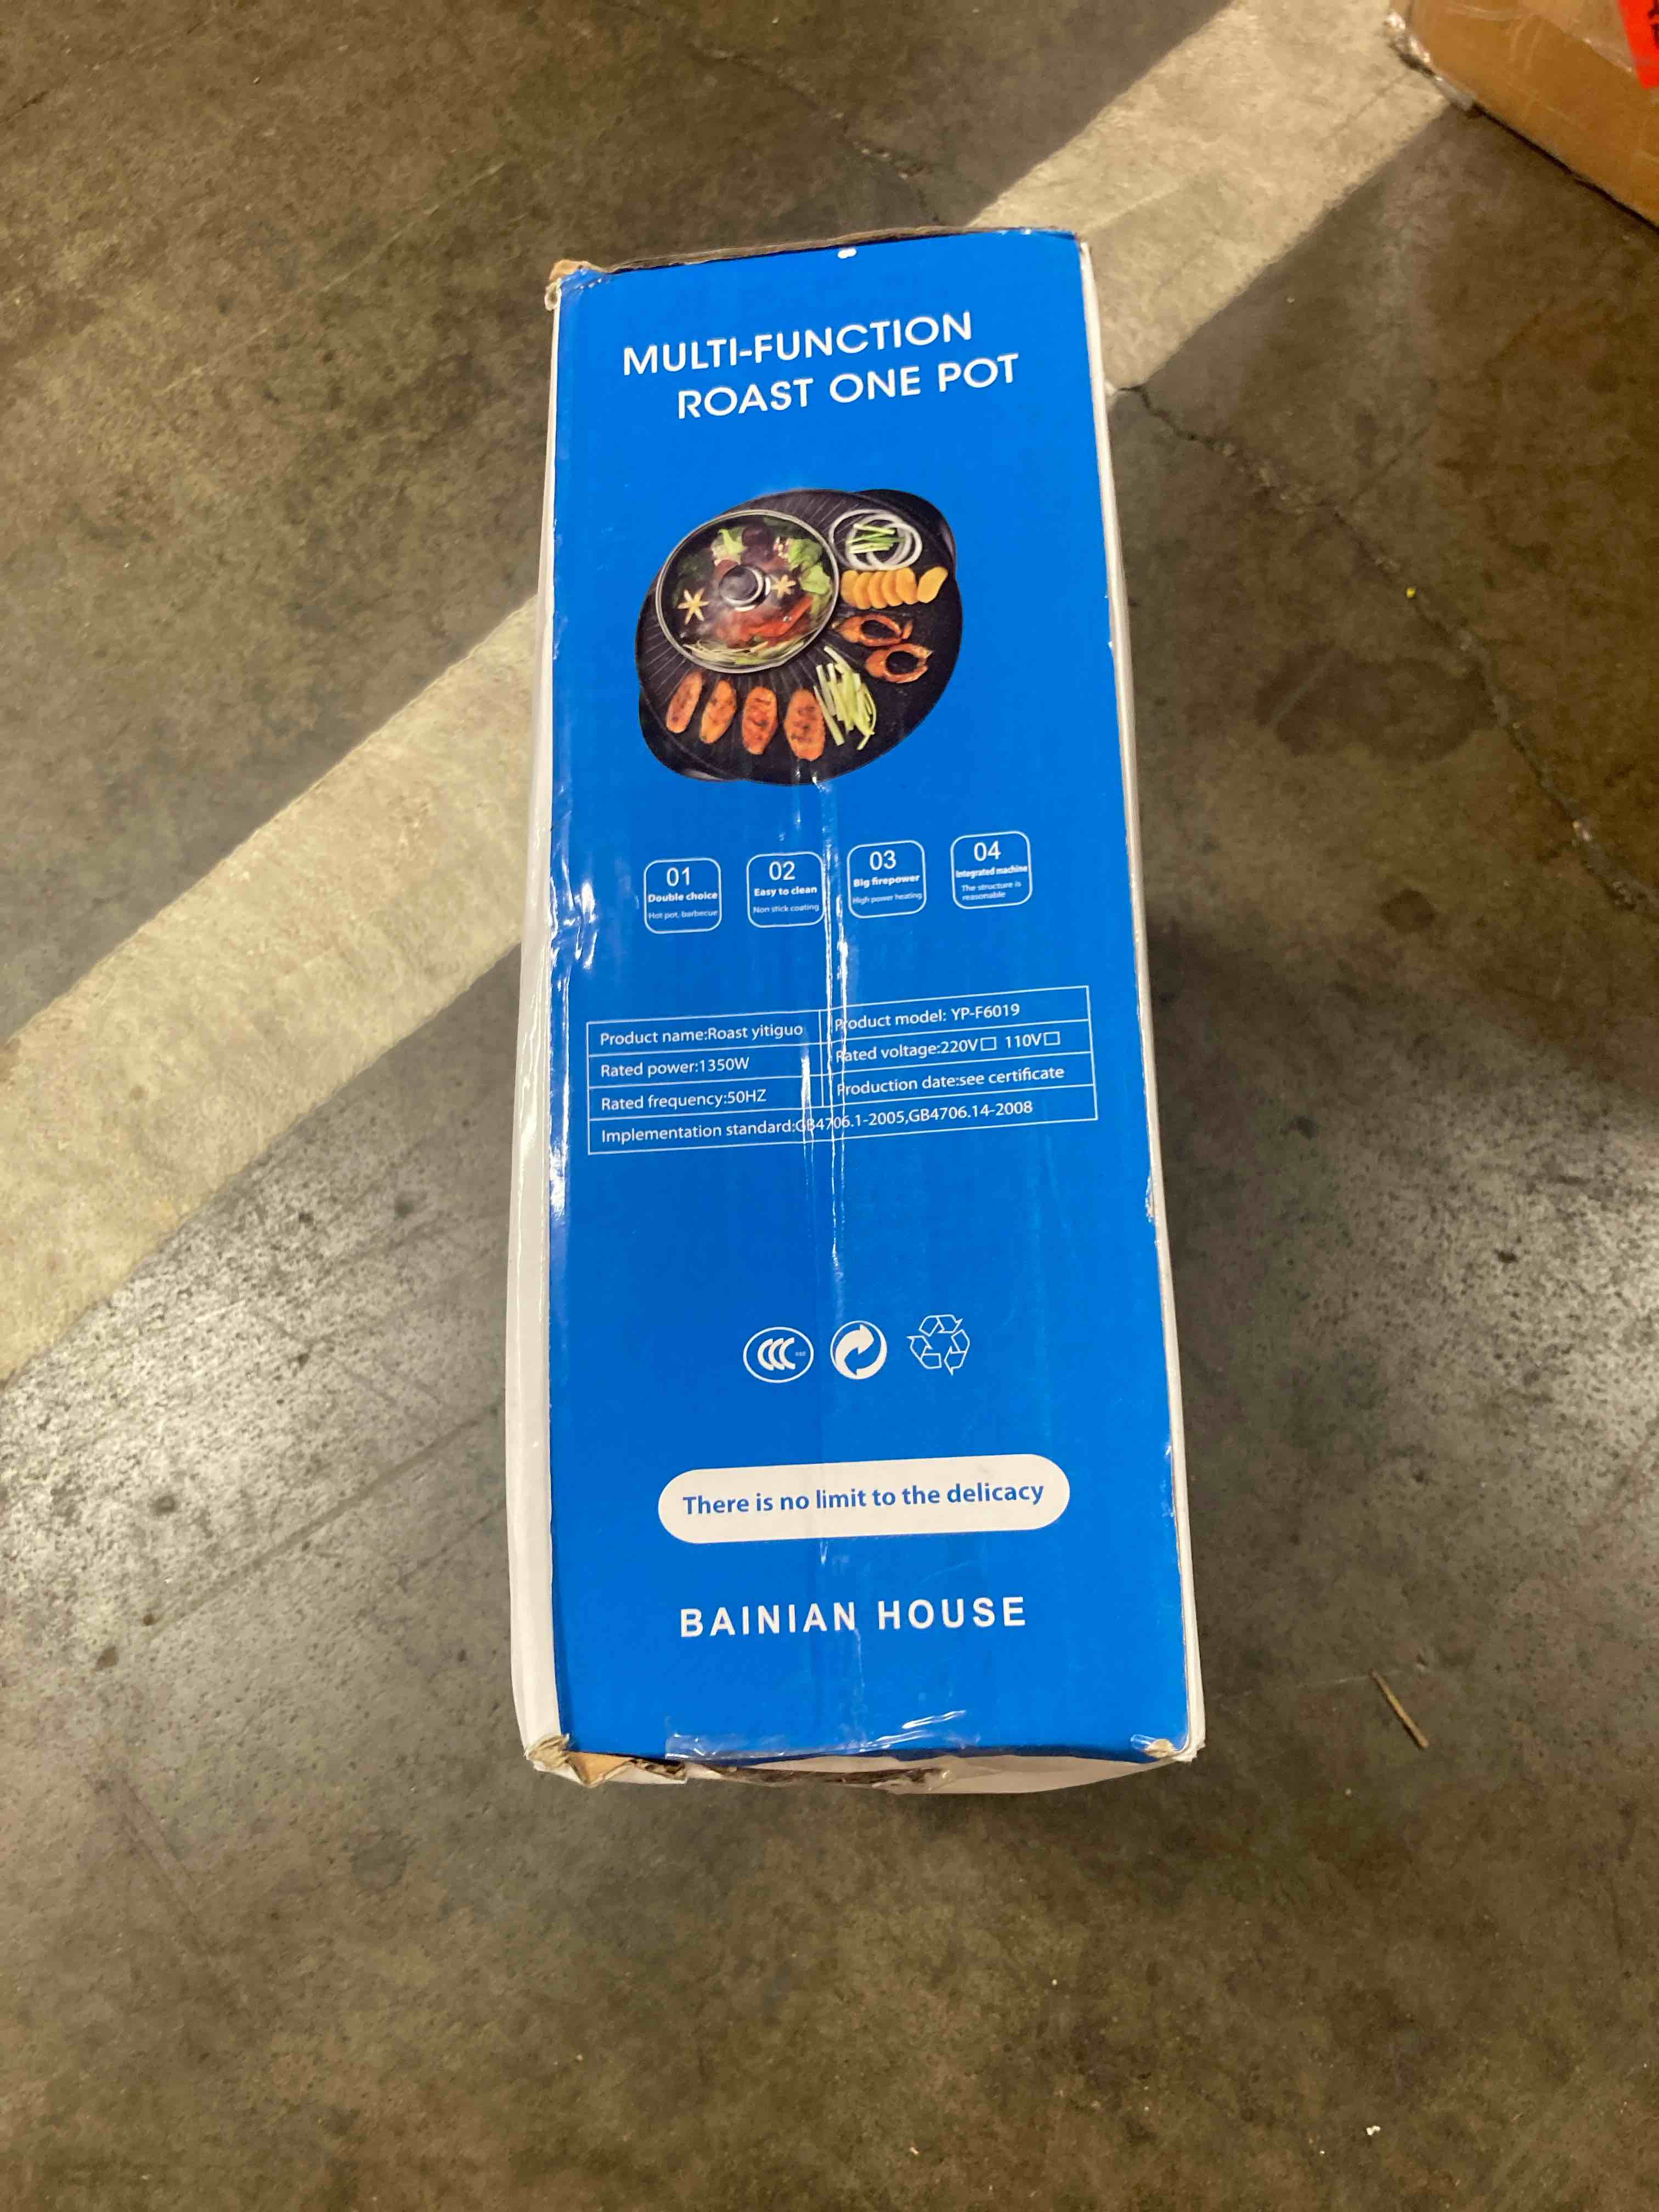 MULTI-FUNCTION
ROAST ONE POT
01
Double choice
Hot pot, barbecue
02
Easy to clean
Non stick coating
03
Big firepower
High power heating
04
Integrated machine
The structure is
reasonable
Product name:Roast yitiguo Product model: YP-F6019
Rated power:1350W Rated voltage:220V☐ 110V☐
Rated frequency:50HZ Production date:see certificate
Implementation standard:GB4706.1-2005,GB4706.14-2008
CCC
There is no limit to the delicacy
BAINIAN HOUSE